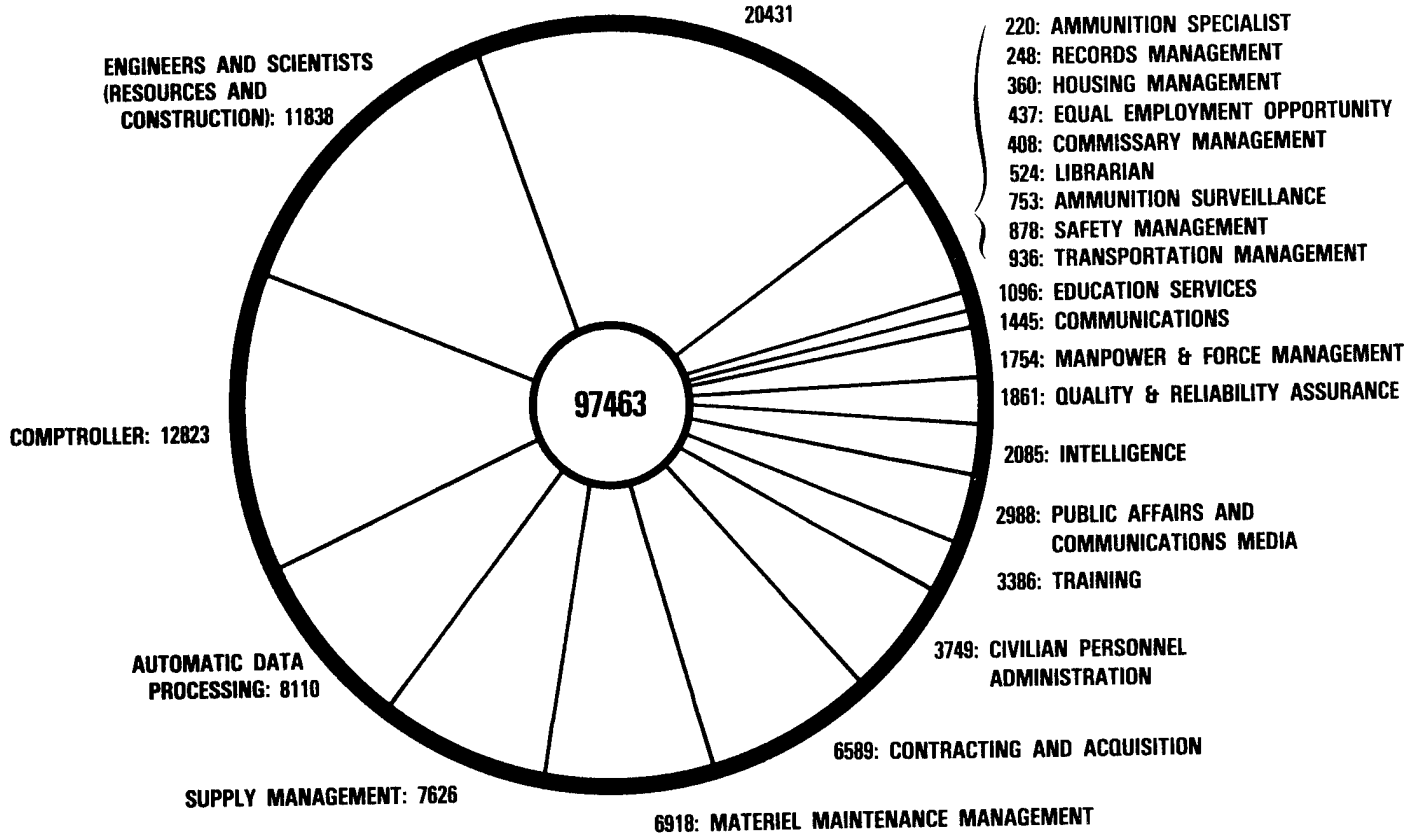 20431
220: AMMUNITION SPECIALIST
248: RECORDS MANAGEMENT
360: HOUSING MANAGEMENT
437: EQUAL EMPLOYMENT OPPORTUNITY
408: COMMISSARY MANAGEMENT
524: LIBRARIAN
753: AMMUNITION SURVEILLANCE
878: SAFETY MANAGEMENT
936: TRANSPORTATION MANAGEMENT
1096: EDUCATION SERVICES
1445: COMMUNICATIONS
1754: MANPOWER & FORCE MANAGEMENT
1861: QUALITY & RELIABILITY ASSURANCE
2085: INTELLIGENCE
2988: PUBLIC AFFAIRS AND
COMMUNICATIONS MEDIA
3386: TRAINING
3749: CIVILIAN PERSONNEL
ADMINISTRATION
6589: CONTRACTING AND ACQUISITION
6918: MATERIEL MAINTENANCE MANAGEMENT
SUPPLY MANAGEMENT: 7626
AUTOMATIC DATA
PROCESSING: 8110
COMPTROLLER: 12823
ENGINEERS AND SCIENTISTS
(RESOURCES AND
CONSTRUCTION): 11838
97463